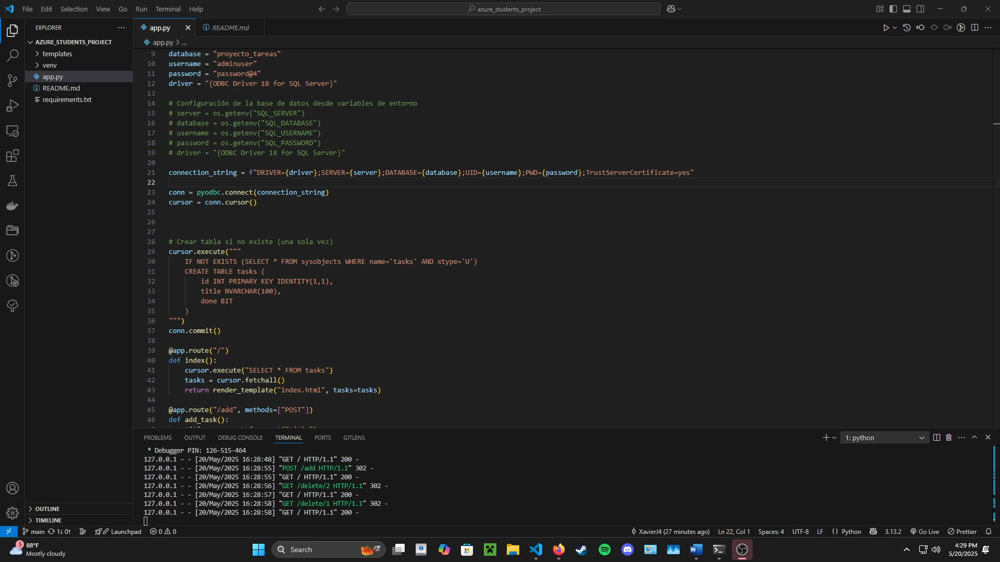 File Edit Selection View Go Run Terminal Help
azure_students_project
EXPLORER
AZURE_STUDENTS_PROJECT
templates
venv
app.py
README.md
requirements.txt
OUTLINE
TIMELINE
app.py
README.md
app.py > ...
9 database = "proyecto_tareas"
10 username = "adminuser"
11 password = "password@4"
12 driver = "{ODBC Driver 18 for SQL Server}"
13
14 # Configuración de la base de datos desde variables de entorno
15 # server = os.getenv("SQL_SERVER")
16 # database = os.getenv("SQL_DATABASE")
17 # username = os.getenv("SQL_USERNAME")
18 # password = os.getenv("SQL_PASSWORD")
19 # driver = "{ODBC Driver 18 for SQL Server}"
20
21 connection_string = f"DRIVER={driver};SERVER={server};DATABASE={database};UID={username};PWD={password};TrustServerCertificate=yes"
22
23 conn = pyodbc.connect(connection_string)
24 cursor = conn.cursor()
25
26
27
28 # Crear tabla si no existe (una sola vez)
29 cursor.execute("""
30 IF NOT EXISTS (SELECT * FROM sysobjects WHERE name='tasks' AND xtype='U')
31 CREATE TABLE tasks (
32 id INT PRIMARY KEY IDENTITY(1,1),
33 title NVARCHAR(100),
34 done BIT
35 )
36 """)
37 conn.commit()
38
39 @app.route("/")
40 def index():
41 cursor.execute("SELECT * FROM tasks")
42 tasks = cursor.fetchall()
43 return render_template("index.html", tasks=tasks)
44
45 @app.route("/add", methods=["POST"])
46 def add_task():
PROBLEMS OUTPUT DEBUG CONSOLE TERMINAL PORTS GITLENS
1: python
* Debugger PIN: 126-515-464
127.0.0.1 - - [20/May/2025 16:28:48] "GET / HTTP/1.1" 200 -
127.0.0.1 - - [20/May/2025 16:28:55] "POST /add HTTP/1.1" 302 -
127.0.0.1 - - [20/May/2025 16:28:55] "GET / HTTP/1.1" 200 -
127.0.0.1 - - [20/May/2025 16:28:56] "GET /delete/2 HTTP/1.1" 302 -
127.0.0.1 - - [20/May/2025 16:28:57] "GET / HTTP/1.1" 200 -
127.0.0.1 - - [20/May/2025 16:28:58] "GET /delete/1 HTTP/1.1" 302 -
127.0.0.1 - - [20/May/2025 16:28:58] "GET / HTTP/1.1" 200 -
main 1↓ 0↑ Launchpad 0 0 XavierJ4 (27 minutes ago) Ln 22, Col 1 Spaces: 4 UTF-8 LF { } Python 3.13.2 Go Live Prettier
5 88°F
Mostly cloudy
Search
4:29 PM
5/20/2025